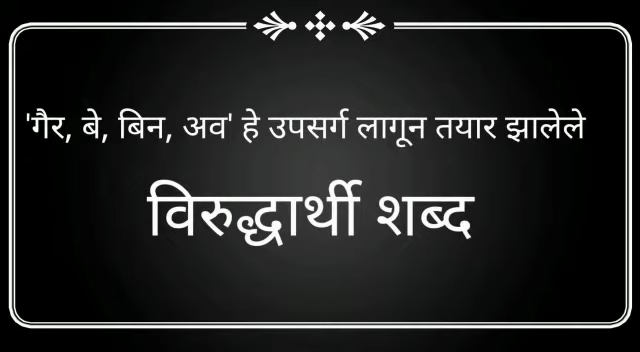 'गैर, बे, बिन, अव' हे उपसर्ग लागून तयार झालेले
विरुद्धार्थी शब्द